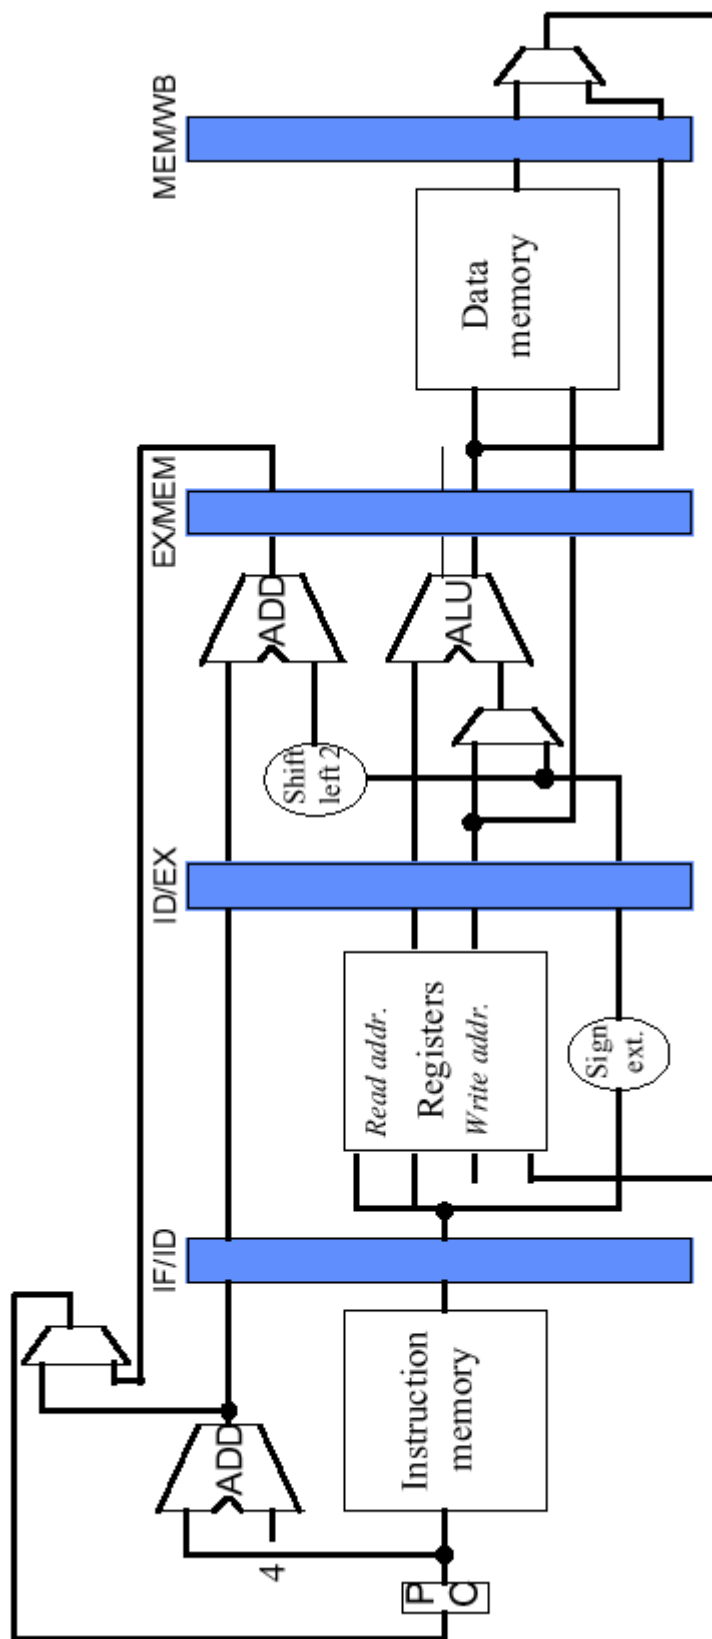 IF/ID
ID/EX
EX/MEM
MEM/WB
ADD
4
P
C
Instruction
memory
Read addr.
Registers
Write addr.
Sign
ext.
Shift
left 2
ADD
ALU
Data
memory